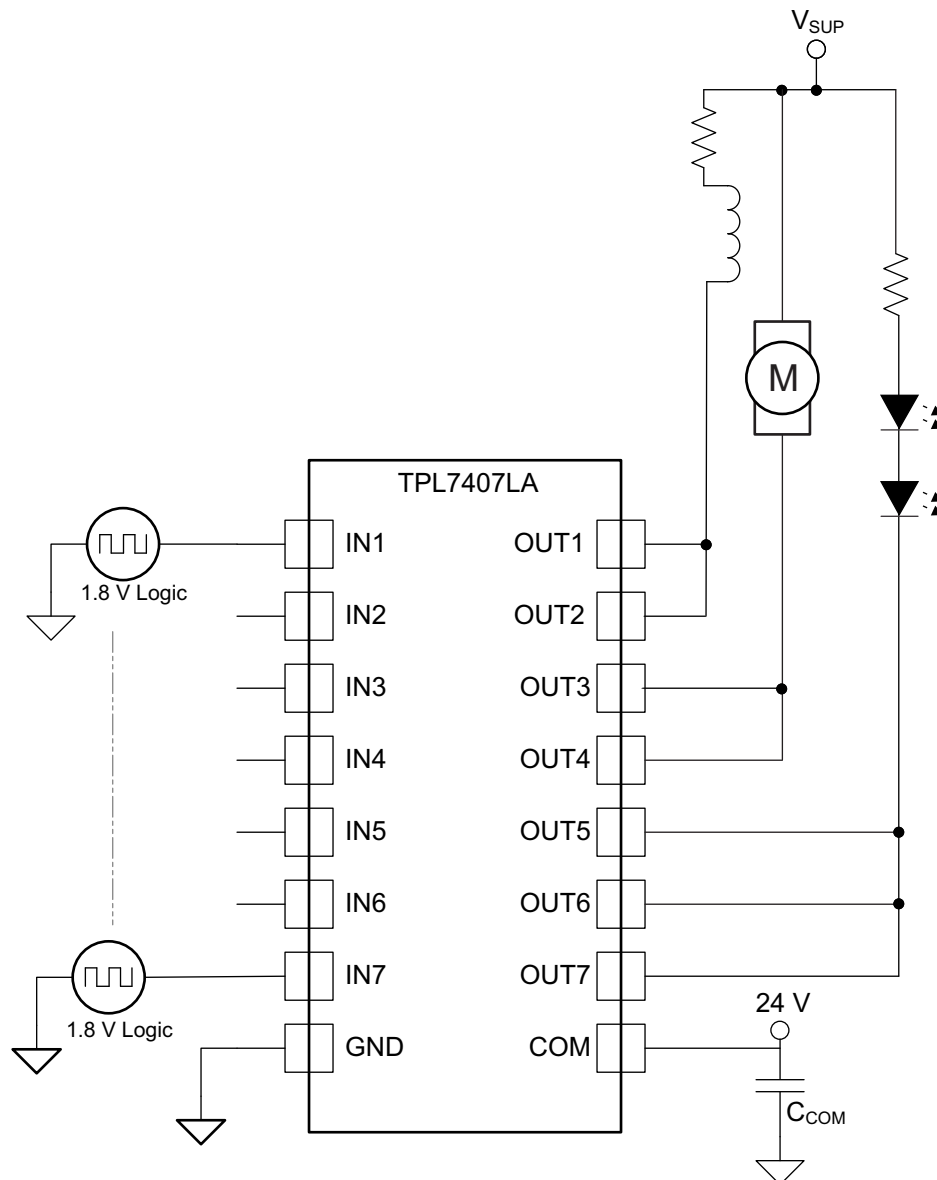 VSUP
M
TPL7407LA
IN1
OUT1
1.8 V Logic
IN2
OUT2
IN3
OUT3
IN4
OUT4
IN5
OUT5
IN6
OUT6
IN7
OUT7
1.8 V Logic
24 V
GND
COM
CCOM